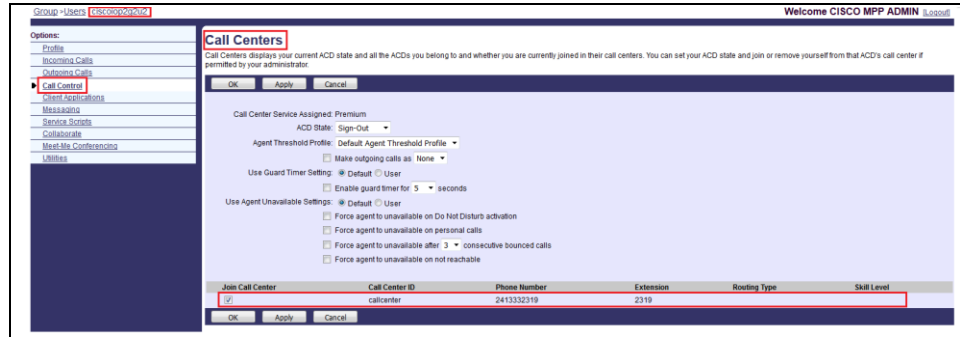 Group >Users : ciscoiop2g2u2
Welcome CISCO MPP ADMIN [Logout]
Options:
Profile
Incoming Calls
Outgoing Calls
Call Control
Client Applications
Messaging
Service Scripts
Collaborate
Meet-Me Conferencing
Utilities
Call Centers
Call Centers displays your current ACD state and all the ACDs you belong to and whether you are currently joined in their call centers. You can set your ACD state and join or remove yourself from that ACD's call center if
permitted by your administrator.
OK Apply Cancel
Call Center Service Assigned: Premium
ACD State: Sign-Out
Agent Threshold Profile: Default Agent Threshold Profile
Make outgoing calls as None
Use Guard Timer Setting: Default User
Enable guard timer for 5 seconds
Use Agent Unavailable Settings: Default User
Force agent to unavailable on Do Not Disturb activation
Force agent to unavailable on personal calls
Force agent to unavailable after 3 consecutive bounced calls
Force agent to unavailable on not reachable
Join Call Center Call Center ID Phone Number Extension Routing Type Skill Level
callcenter 2413332319 2319
OK Apply Cancel